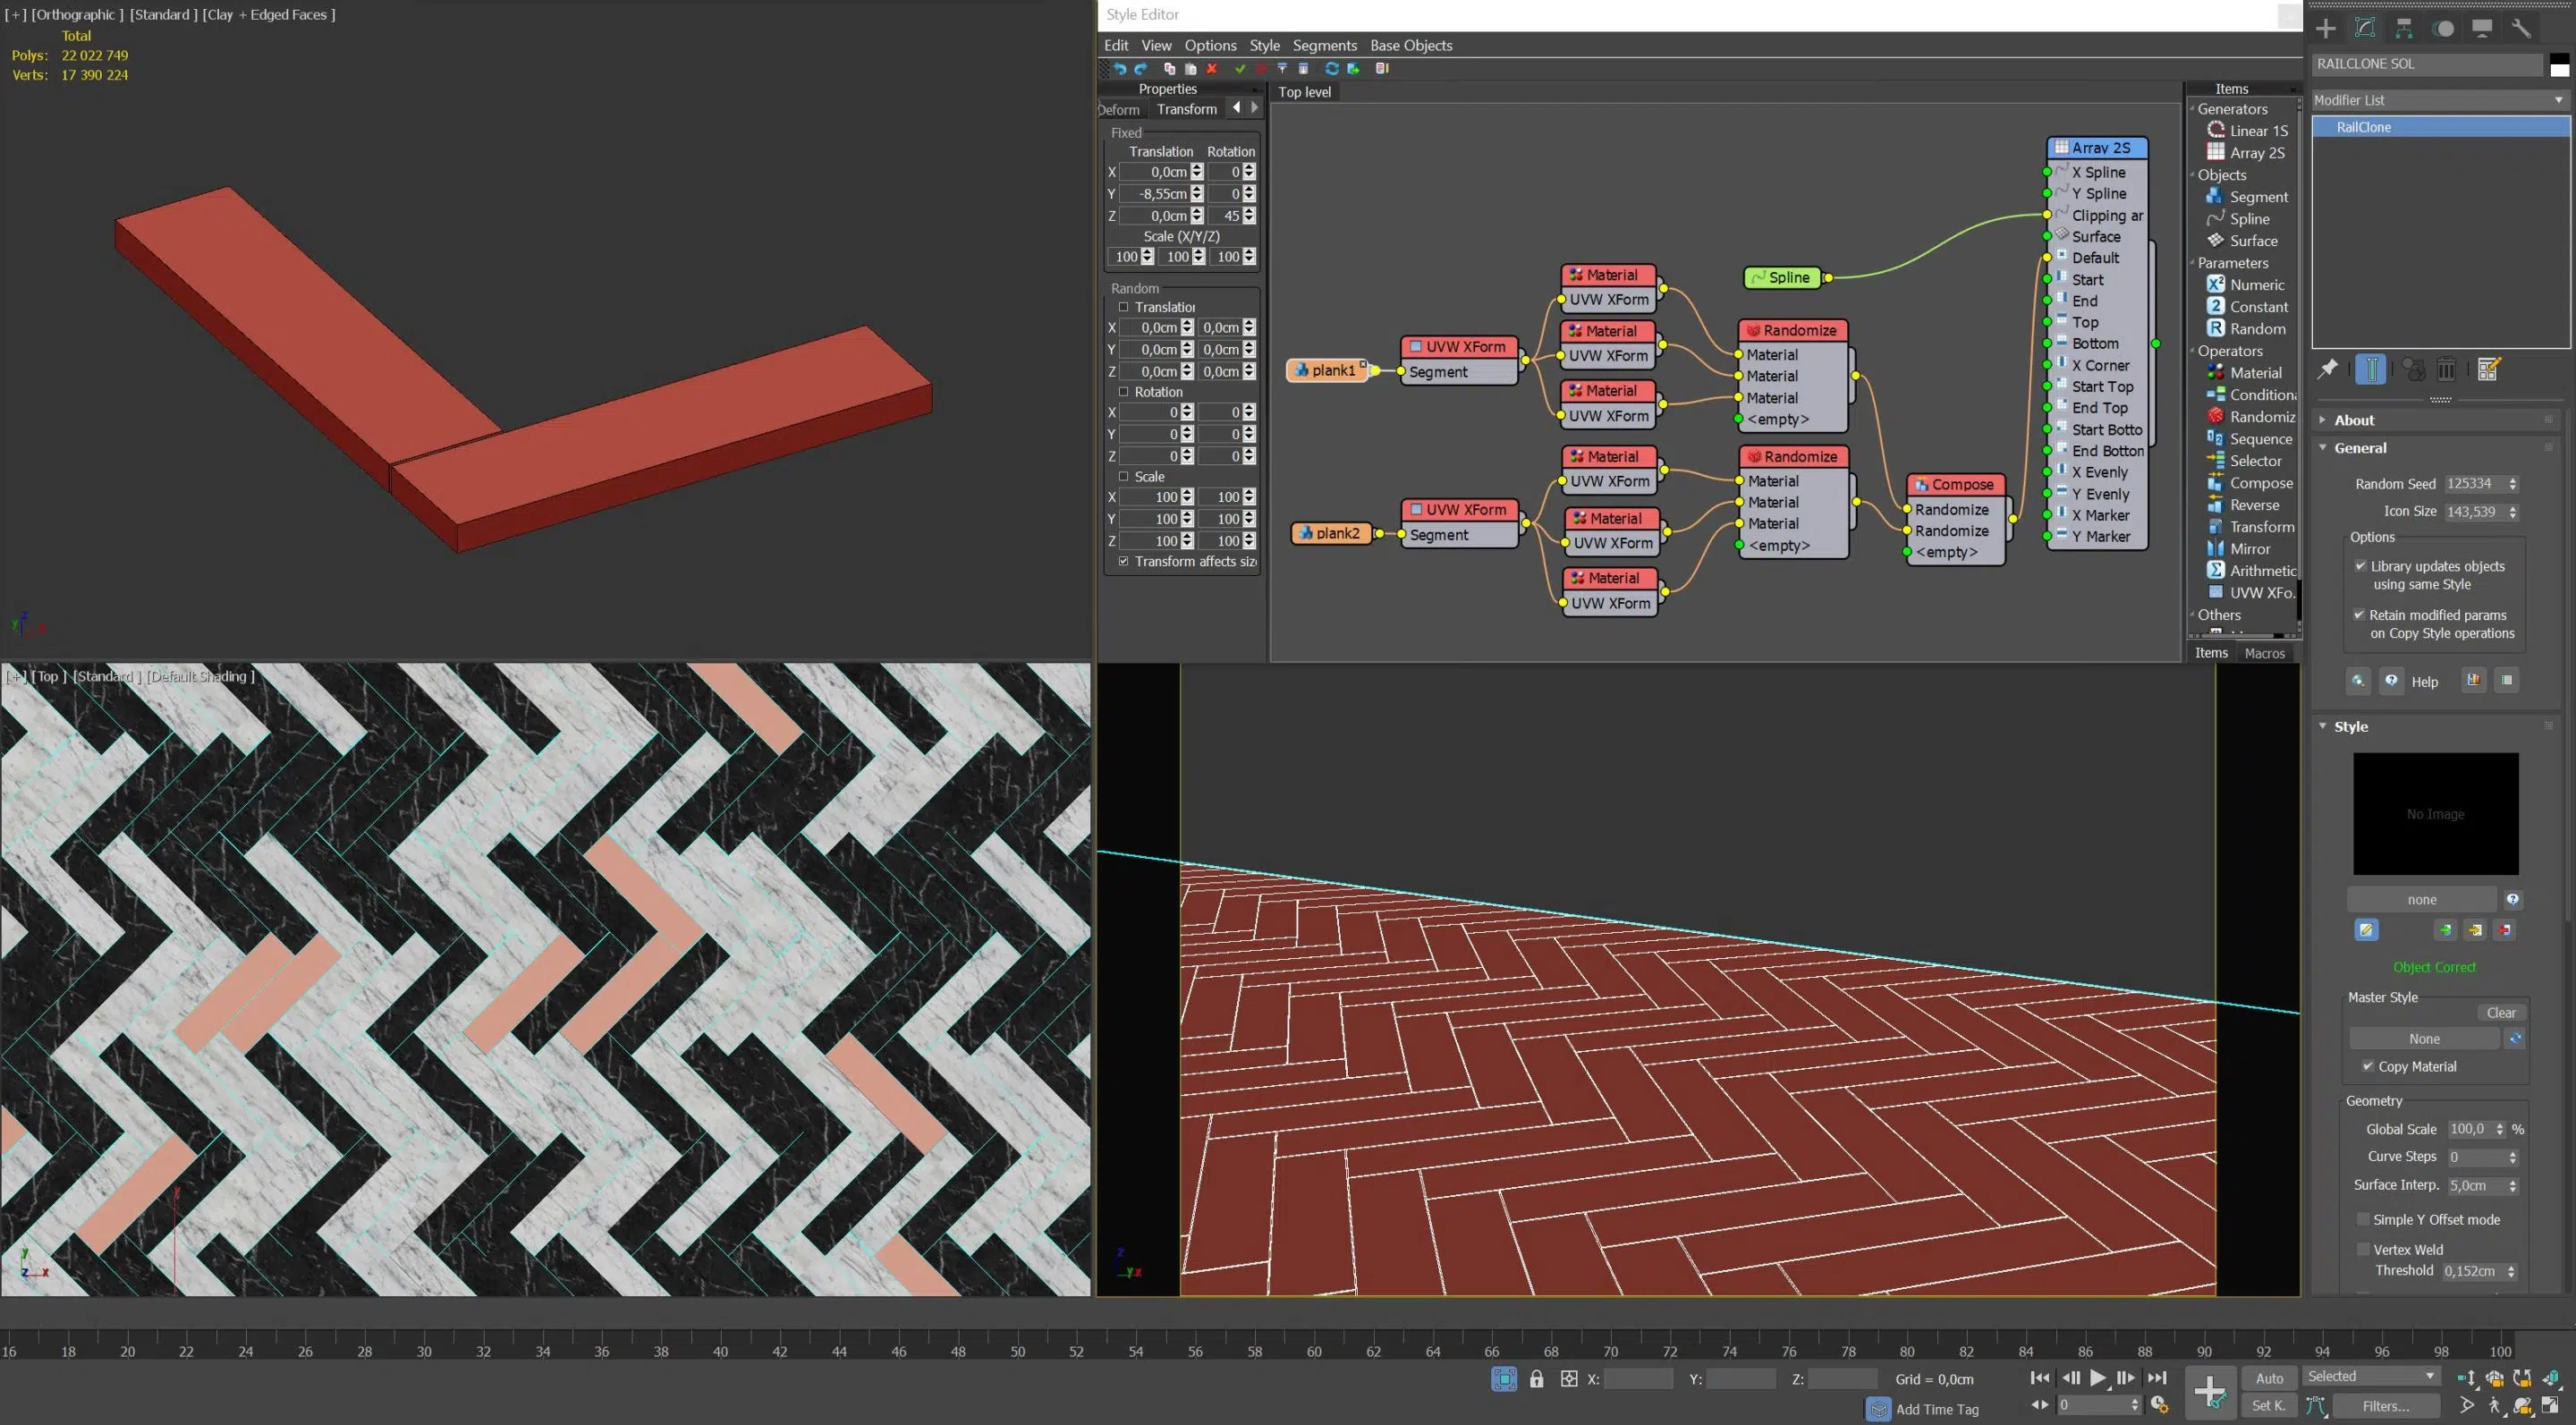 [+] [Orthographic ] [Standard ] [Clay + Edged Faces ]
Total
Polys: 22 022 749
Verts: 17 390 224
Style Editor
Edit View Options Style Segments Base Objects
Properties
Deform Transform
Fixed
Translation Rotation
X 0,0cm 0
Y -8,55cm 0
Z 0,0cm 45
Scale (X/Y/Z)
100 100 100
Random
Translation
X 0,0cm 0,0cm
Y 0,0cm 0,0cm
Z 0,0cm 0,0cm
Rotation
X 0 0
Y 0 0
Z 0 0
Scale
X 100 100
Y 100 100
Z 100 100
Transform affects siz
Top level
plank1
UVW XForm
Segment
Material
UVW XForm
Material
UVW XForm
Material
UVW XForm
Randomize
Material
Material
Material
<empty>
Spline
plank2
UVW XForm
Segment
Material
UVW XForm
Material
UVW XForm
Material
UVW XForm
Randomize
Material
Material
Material
<empty>
Compose
Randomize
Randomize
<empty>
Array 2S
X Spline
Y Spline
Clipping ar
Surface
Default
Start
End
Top
Bottom
X Corner
Start Top
End Top
Start Botto
End Botton
X Evenly
Y Evenly
X Marker
Y Marker
Items
Generators
Linear 1S
Array 2S
Objects
Segment
Spline
Surface
Parameters
X² Numeric
2 Constant
R Random
Operators
Material
Condition
Randomiz
Sequence
Selector
Compose
Reverse
Transform
Mirror
Σ Arithmetic
UVW XFo.
Others
Items Macros
RAILCLONE SOL
Modifier List
RailClone
About
General
Random Seed 125334
Icon Size 143,539
Options
Library updates objects
using same Style
Retain modified params
on Copy Style operations
Help
Style
No Image
none
Object Correct
Master Style
Clear
None
Copy Material
Geometry
Global Scale 100,0 %
Curve Steps 0
Surface Interp. 5,0cm
Simple Y Offset mode
Vertex Weld
Threshold 0,152cm
[+] [Top ] [Standard ] [Default Shading ]
y
z x
z
y x
16 18 20 22 24 26 28 30 32 34 36 38 40 42 44 46 48 50 52 54 56 58 60 62 64 66 68 70 72 74 76 78 80 82 84 86 88 90 92 94 96 98 100
X: Y: Z: Grid = 0,0cm
Auto Selected
Add Time Tag
0
Set K. Filters...